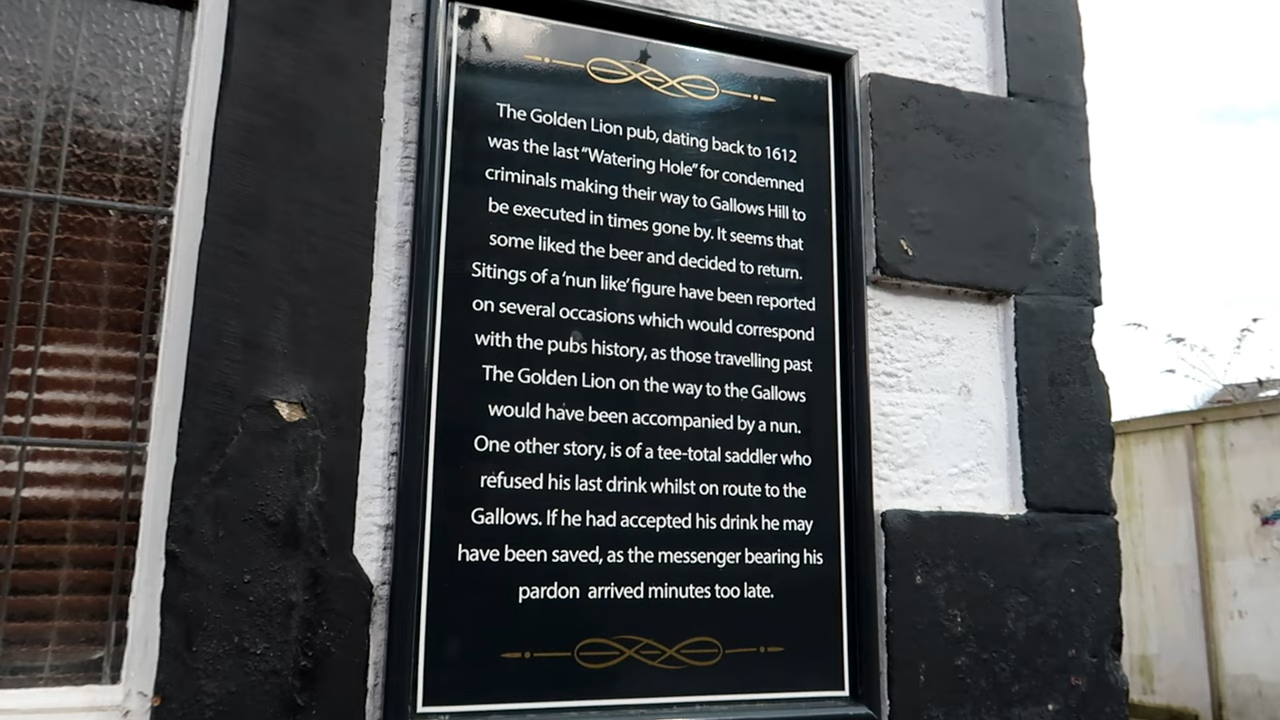 The Golden Lion pub, dating back to 1612
was the last "Watering Hole" for condemned
criminals making their way to Gallows Hill to
be executed in times gone by. It seems that
some liked the beer and decided to return.
Sitings of a 'nun like' figure have been reported
on several occasions which would correspond
with the pubs history, as those travelling past
The Golden Lion on the way to the Gallows
would have been accompanied by a nun.
One other story, is of a tee-total saddler who
refused his last drink whilst on route to the
Gallows. If he had accepted his drink he may
have been saved, as the messenger bearing his
pardon arrived minutes too late.